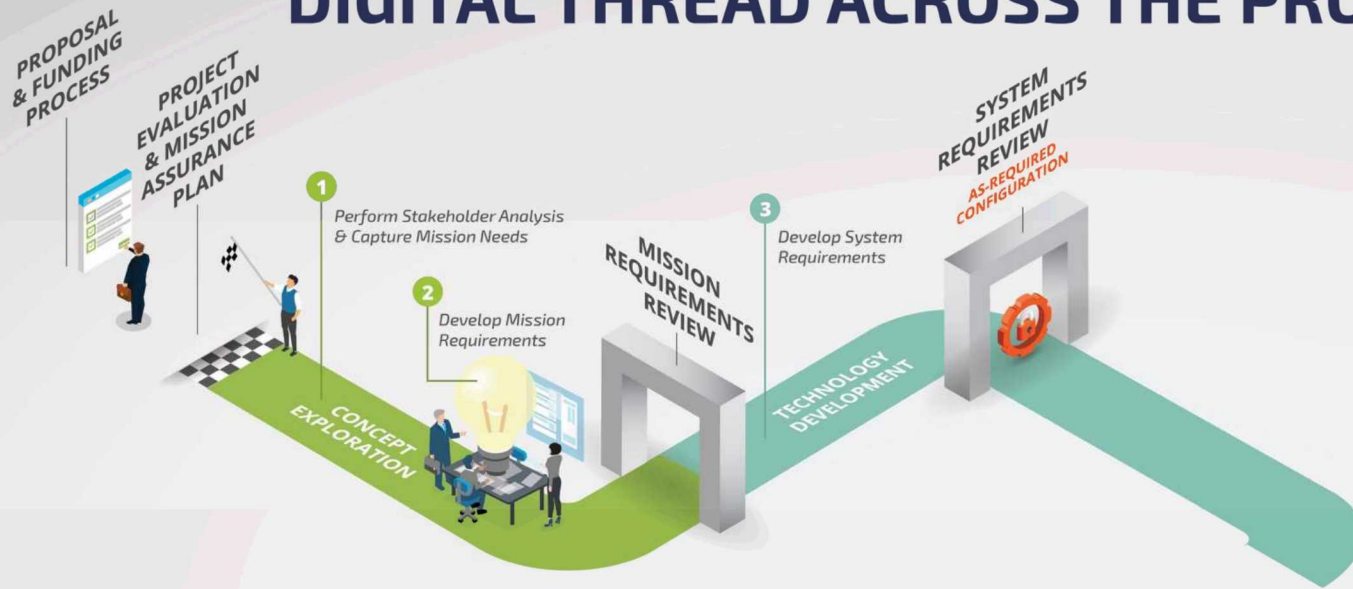 DIGITAL THREAD ACROSS THE
PROPOSAL
& FUNDING
PROCESS
PROJECT
EVALUATION
& MISSION
ASSURANCE
PLAN
1
Perform Stakeholder Analysis
& Capture Mission Needs
2
Develop Mission
Requirements
CONCEPT
EXPLORATION
MISSION
REQUIREMENTS
REVIEW
3
Develop System
Requirements
TECHNOLOGY
DEVELOPMENT
SYSTEM
REQUIREMENTS
REVIEW
AS-REQUIRED
CONFIGURATION